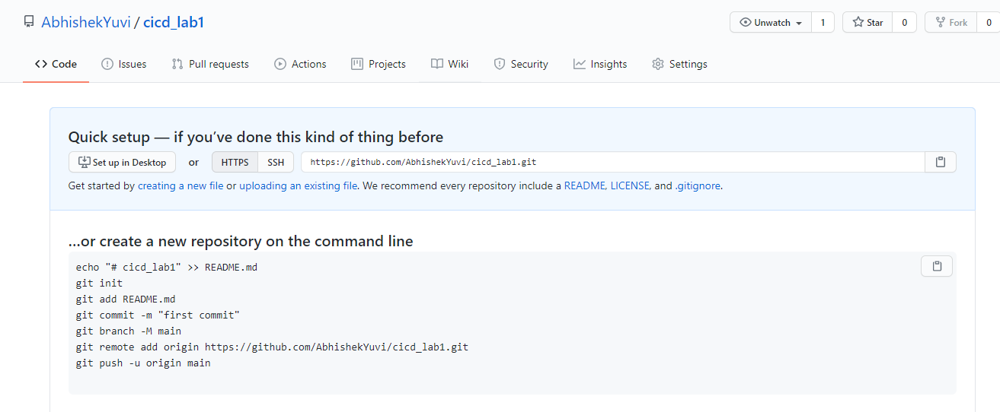 AbhishekYuvi / cicd_lab1 Unwatch 1 Star 0 Fork 0
Code Issues Pull requests Actions Projects Wiki Security Insights Settings
Quick setup — if you’ve done this kind of thing before
Set up in Desktop or HTTPS SSH https://github.com/AbhishekYuvi/cicd_lab1.git
Get started by creating a new file or uploading an existing file. We recommend every repository include a README, LICENSE, and .gitignore.
…or create a new repository on the command line
echo "# cicd_lab1" >> README.md
git init
git add README.md
git commit -m "first commit"
git branch -M main
git remote add origin https://github.com/AbhishekYuvi/cicd_lab1.git
git push -u origin main